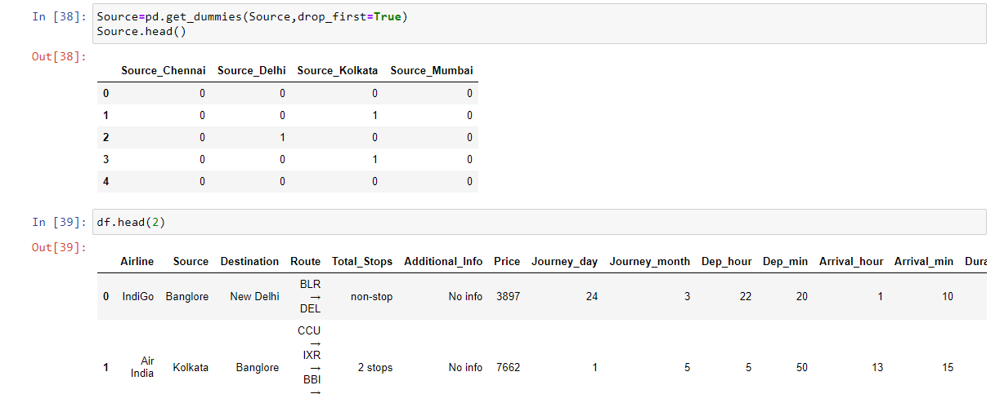 In [38]: Source=pd.get_dummies(Source,drop_first=True)
Source.head()
Out[38]:
Source_Chennai Source_Delhi Source_Kolkata Source_Mumbai
0 0 0 0 0
1 0 0 1 0
2 0 1 0 0
3 0 0 1 0
4 0 0 0 0
In [39]: df.head(2)
Out[39]:
Airline Source Destination Route Total_Stops Additional_Info Price Journey_day Journey_month Dep_hour Dep_min Arrival_hour Arrival_min Dura
BLR
0 IndiGo Banglore New Delhi → non-stop No info 3897 24 3 22 20 1 10
DEL
CCU
→
IXR
Air
1 Kolkata Banglore → 2 stops No info 7662 1 5 5 50 13 15
India
BBI
→